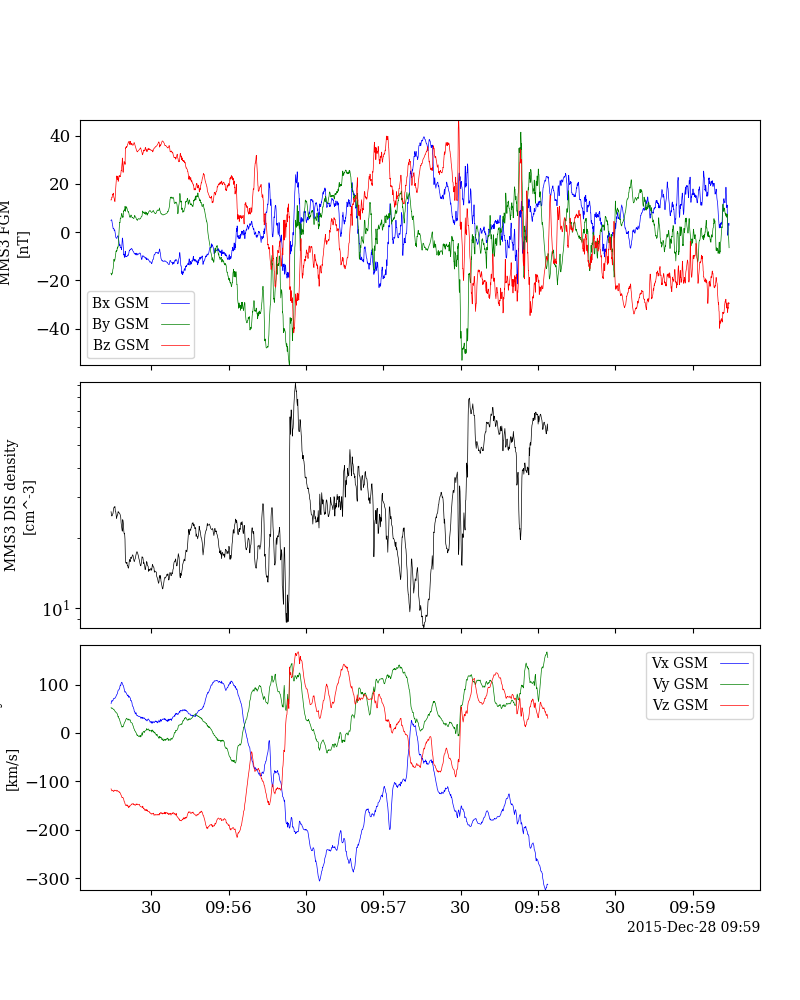 40
20
0
−20
−40
MMS3 FGM
[nT]
Bx GSM
By GSM
Bz GSM
10^1
MMS3 DIS density
[cm^-3]
100
0
−100
−200
−300
[km/s]
Vx GSM
Vy GSM
Vz GSM
30 09:56 30 09:57 30 09:58 30 09:59
2015-Dec-28 09:59